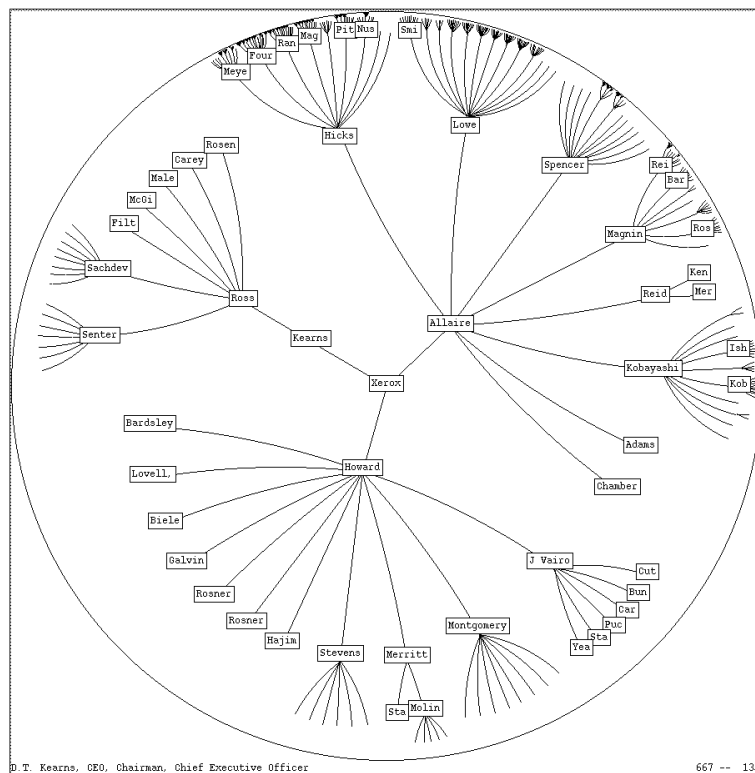 Pit
Nus
Smi
Mag
Ran
Four
Meye
Hicks
Lowe
Spencer
Rei
Bar
Rosen
Carey
Male
McGi
Filt
Magnin
Ros
Sachdev
Ross
Ken
Reid
Mer
Senter
Kearns
Allaire
Ish
Kobayashi
Xerox
Kob
Bardsley
Adams
Howard
Lovell,
Chamber
Biele
Galvin
J Vairo
Cut
Rosner
Bun
Car
Rosner
Puc
Montgomery
Hajim
Sta
Yea
Stevens
Merritt
Sta
Molin
D.T. Kearns, CEO, Chairman, Chief Executive Officer
667 -- 13